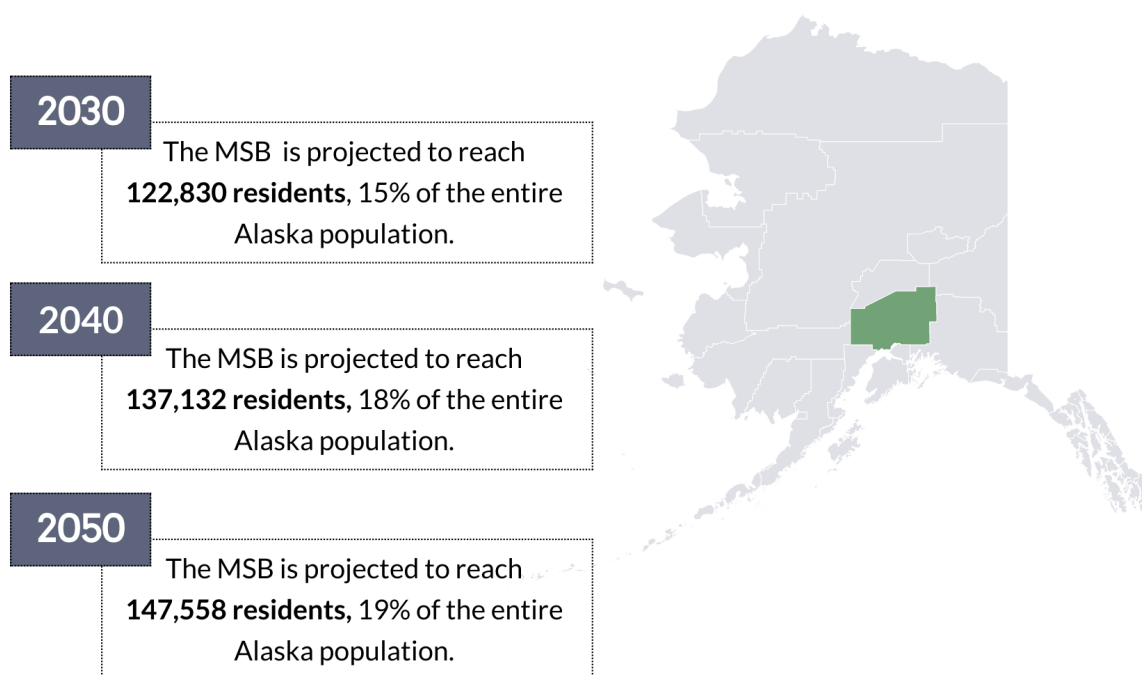 2030
The MSB is projected to reach
122,830 residents, 15% of the entire
Alaska population.
2040
The MSB is projected to reach
137,132 residents, 18% of the entire
Alaska population.
2050
The MSB is projected to reach
147,558 residents, 19% of the entire
Alaska population.